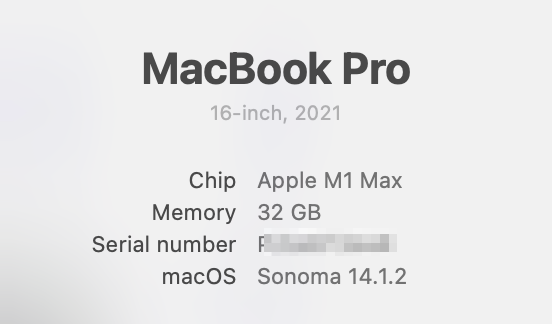 MacBook Pro
16-inch, 2021
Chip Apple M1 Max
Memory 32 GB
Serial number
macOS Sonoma 14.1.2